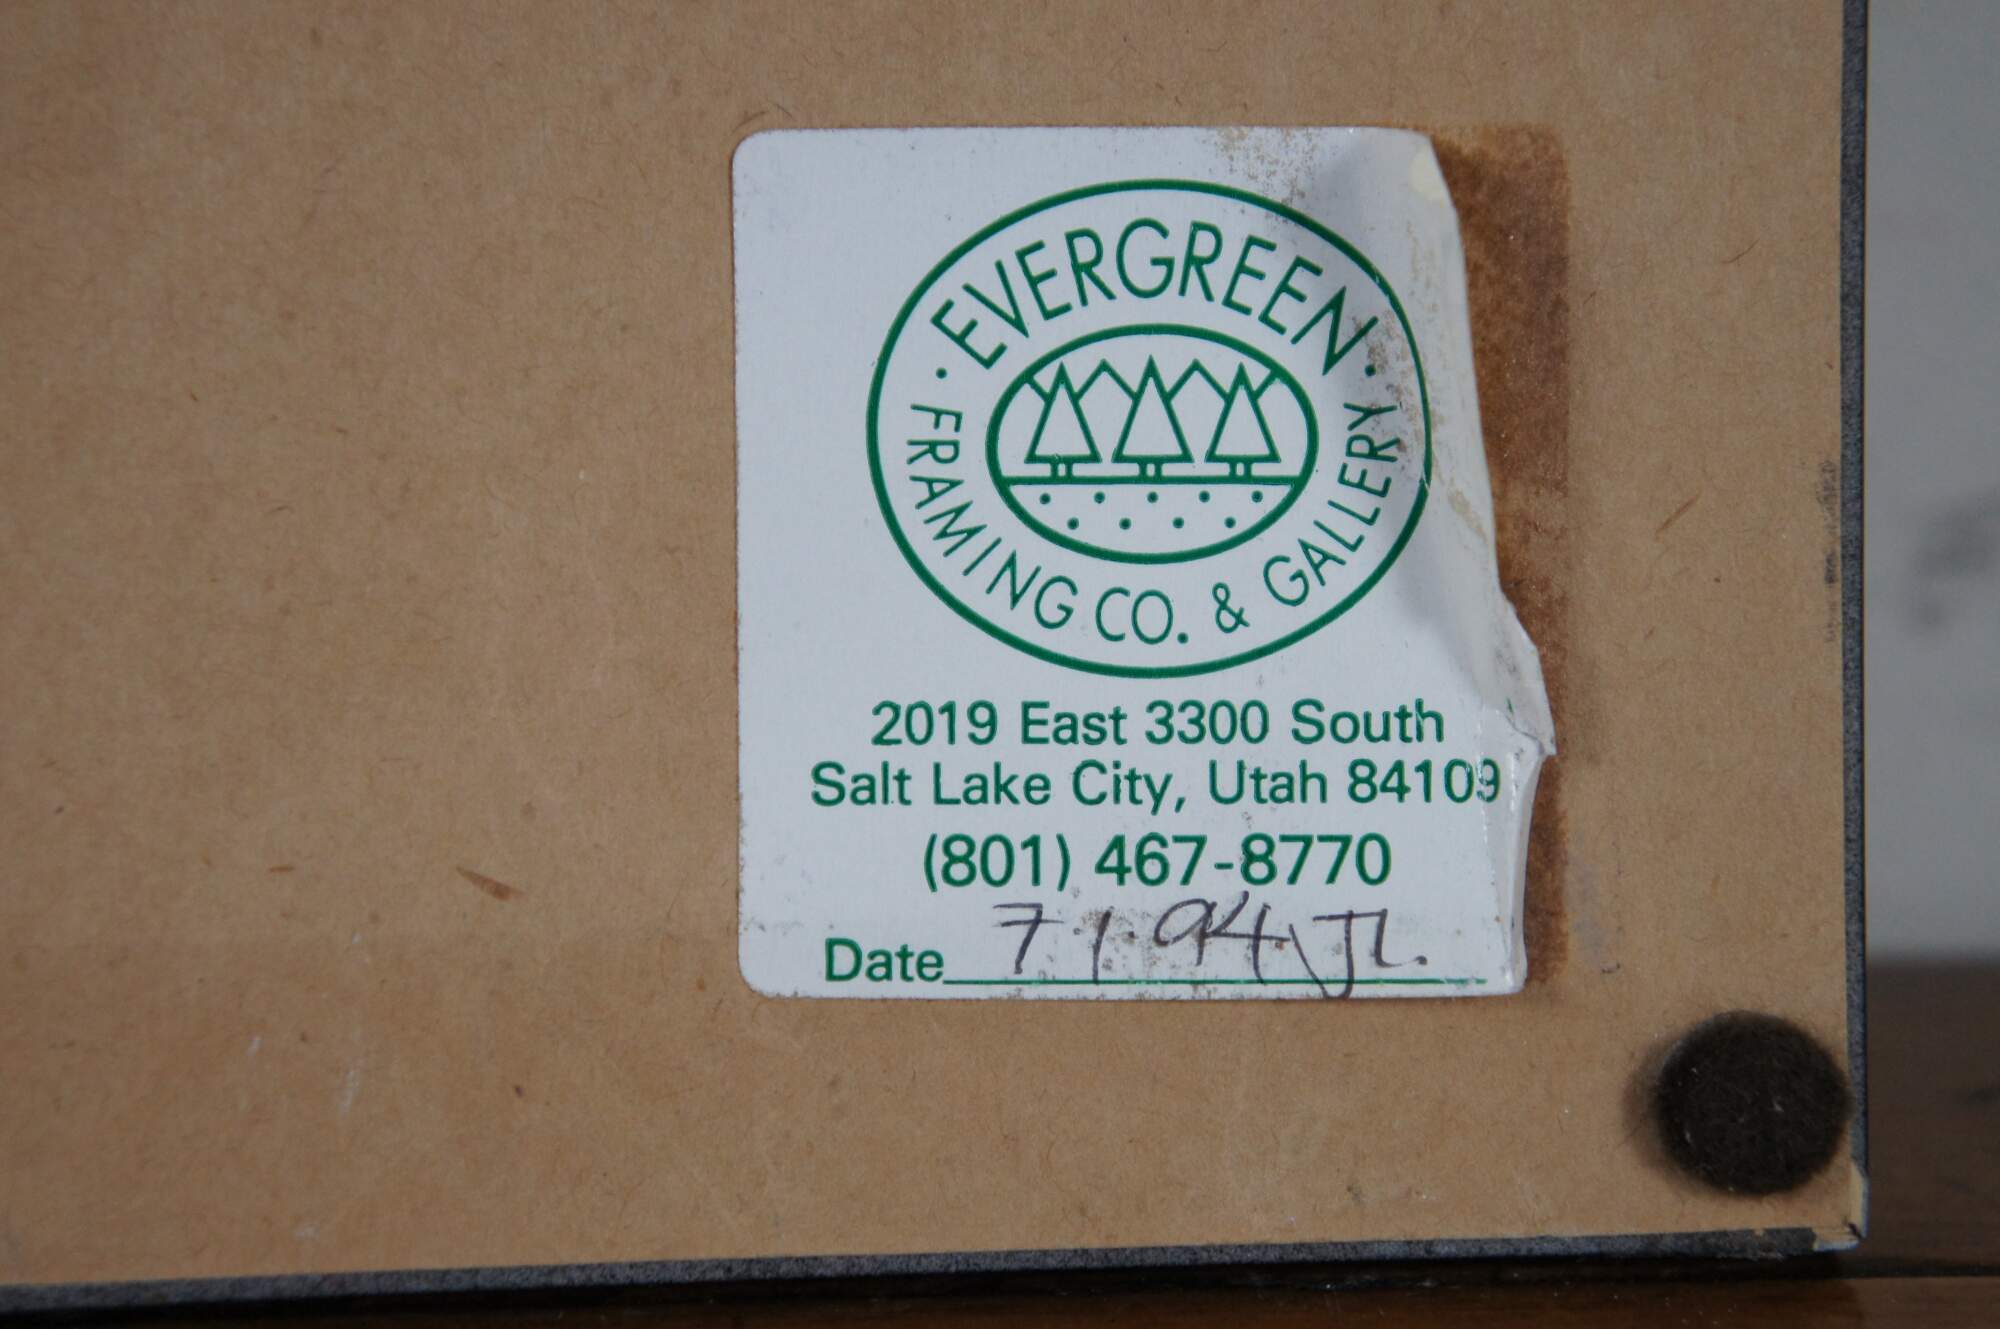 · EVERGREEN ·
FRAMING CO. & GALLERY
2019 East 3300 South
Salt Lake City, Utah 84109
(801) 467-8770
Date 7.1.94 JL.